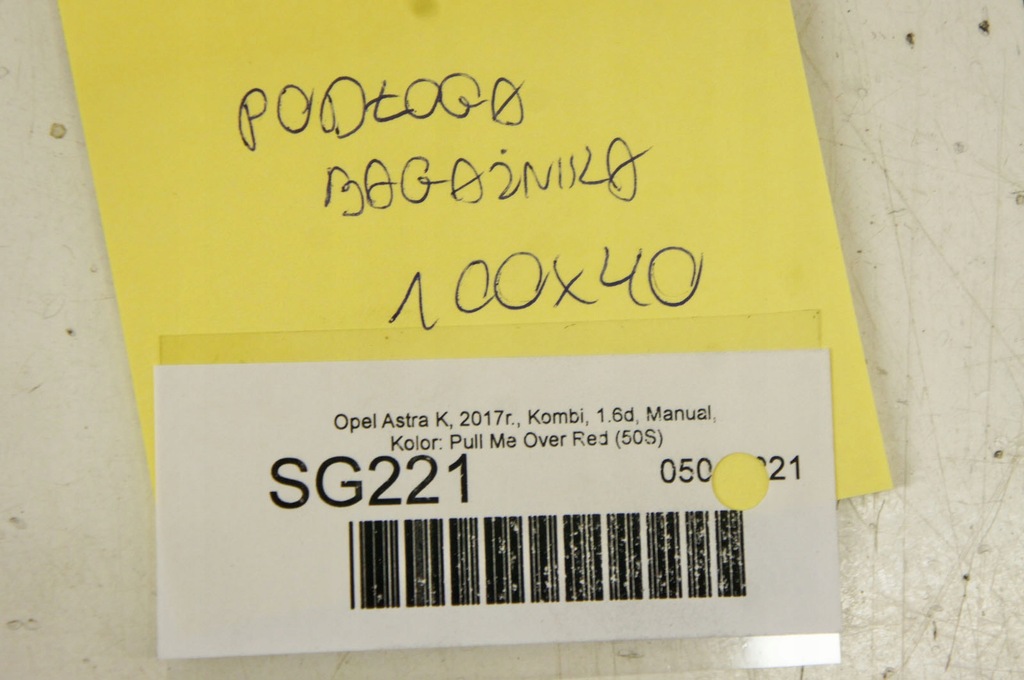 PODŁOGA
BAGAŻNIKA
100x40
Opel Astra K, 2017r., Kombi, 1.6d, Manual,
Kolor: Pull Me Over Red (50S)
SG221